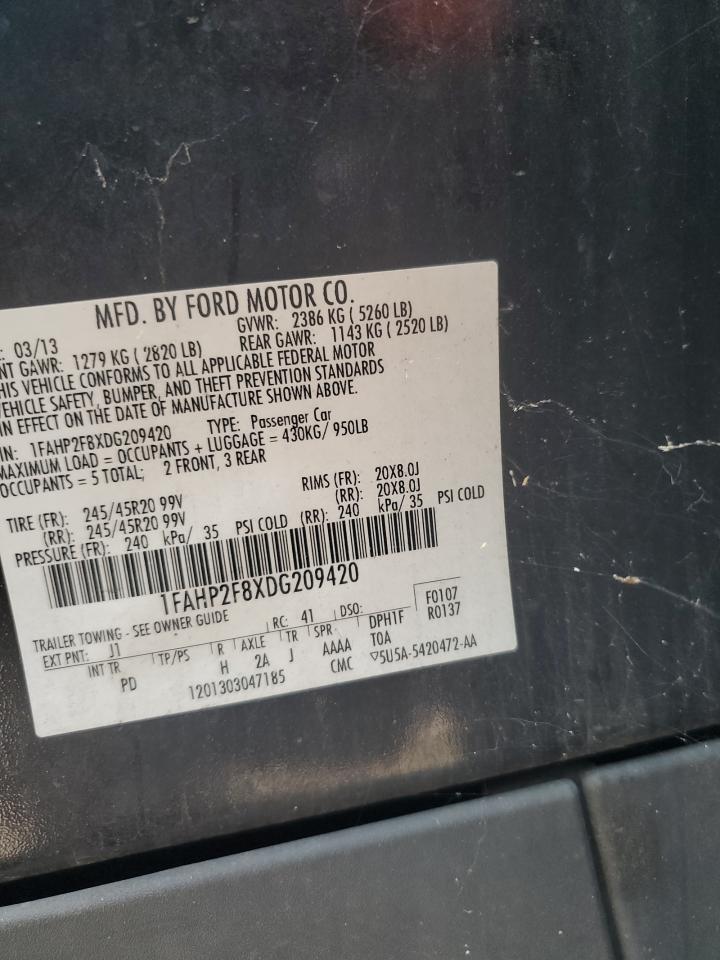 MFD. BY FORD MOTOR CO.
: 03/13 GVWR: 2386 KG ( 5260 LB)
NT GAWR: 1279 KG ( 2820 LB) REAR GAWR: 1143 KG ( 2520 LB)
HIS VEHICLE CONFORMS TO ALL APPLICABLE FEDERAL MOTOR
VEHICLE SAFETY, BUMPER, AND THEFT PREVENTION STANDARDS
IN EFFECT ON THE DATE OF MANUFACTURE SHOWN ABOVE.
IN: 1FAHP2F8XDG209420 TYPE: Passenger Car
MAXIMUM LOAD = OCCUPANTS + LUGGAGE = 430KG/ 950LB
OCCUPANTS = 5 TOTAL; 2 FRONT, 3 REAR
TIRE (FR): 245/45R20 99V RIMS (FR): 20X8.0J
(RR): 245/45R20 99V (RR): 20X8.0J
PRESSURE (FR): 240 kPa/ 35 PSI COLD (RR): 240 kPa/ 35 PSI COLD
1FAHP2F8XDG209420
TRAILER TOWING - SEE OWNER GUIDE
F0107
EXT PNT: J1 RC: 41 DSO: R0137
INT TR TP/PS R AXLE TR SPR DPH1F
PD H 2A J AAAA TOA
1201303047185 CMC ▽5U5A-5420472-AA